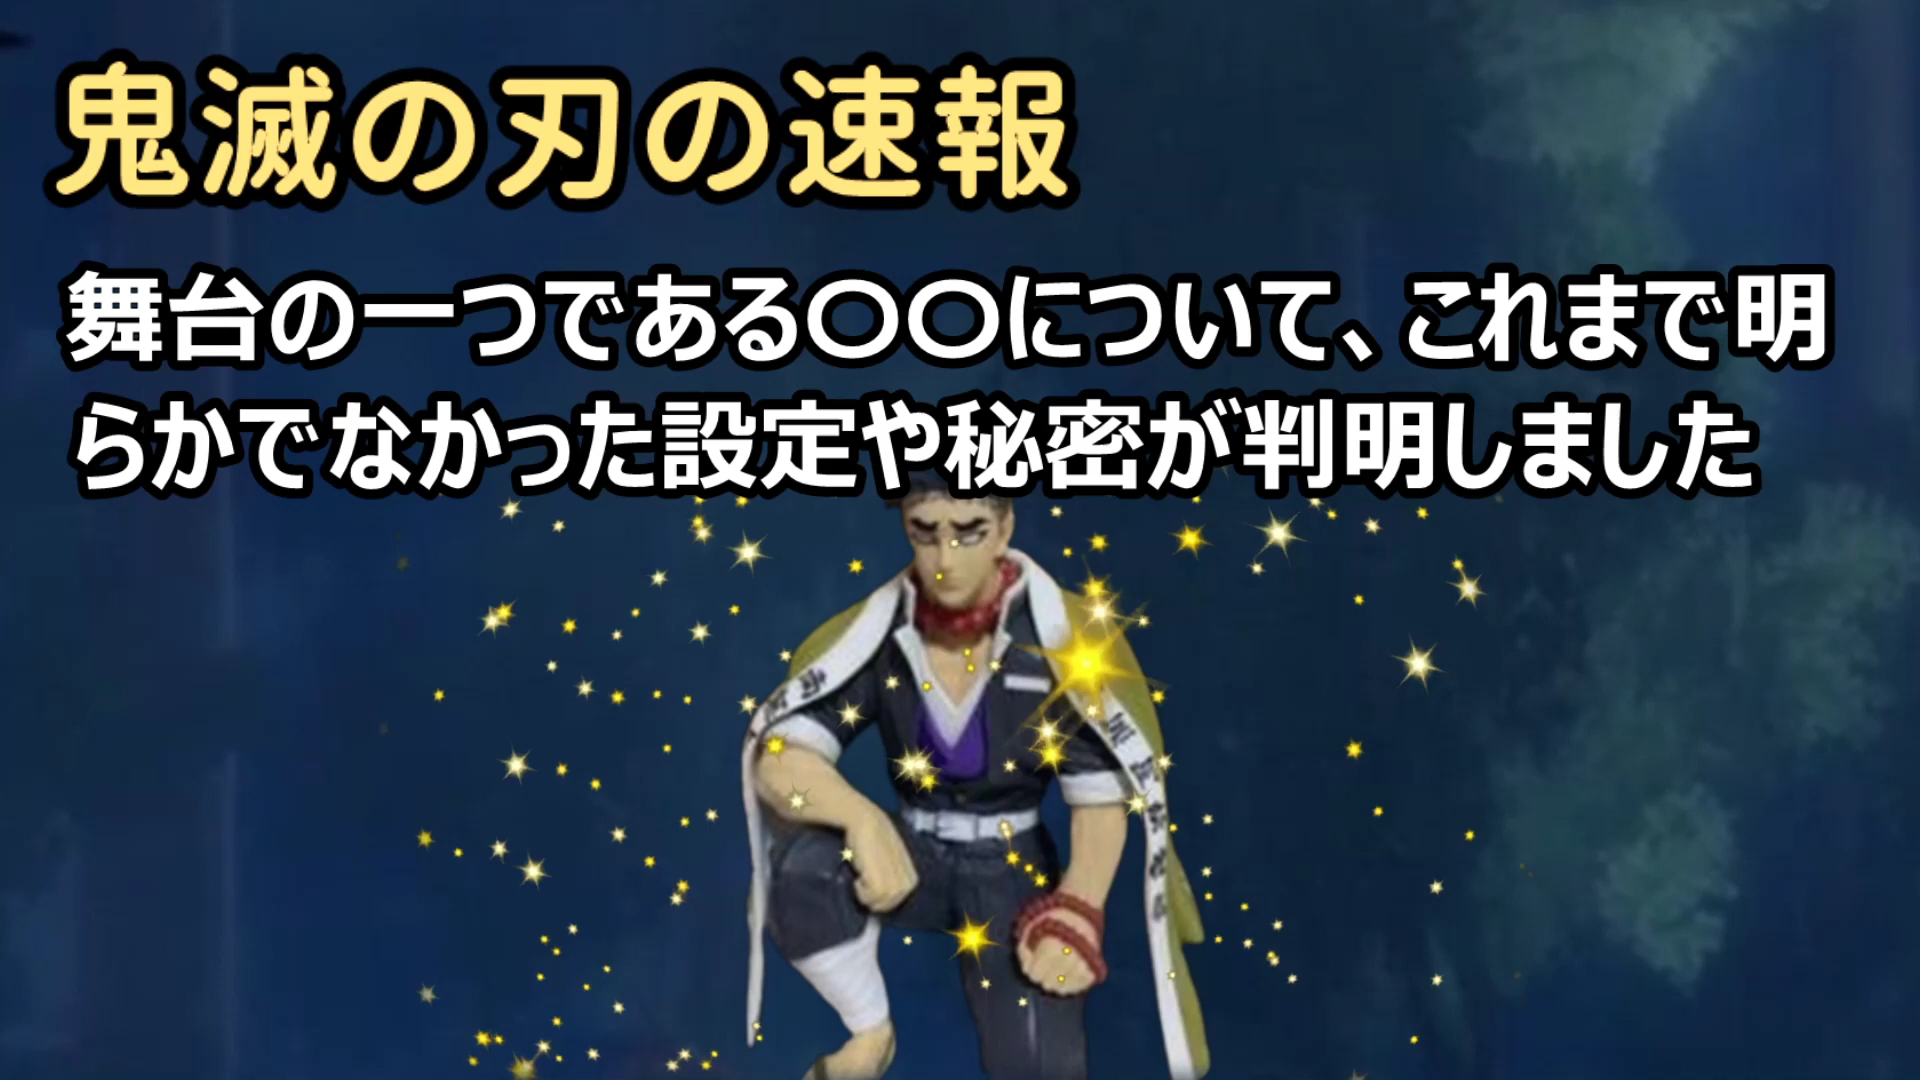 鬼滅の刃の速報
舞台の一つである〇〇について、これまで明
らかでなかった設定や秘密が判明しました